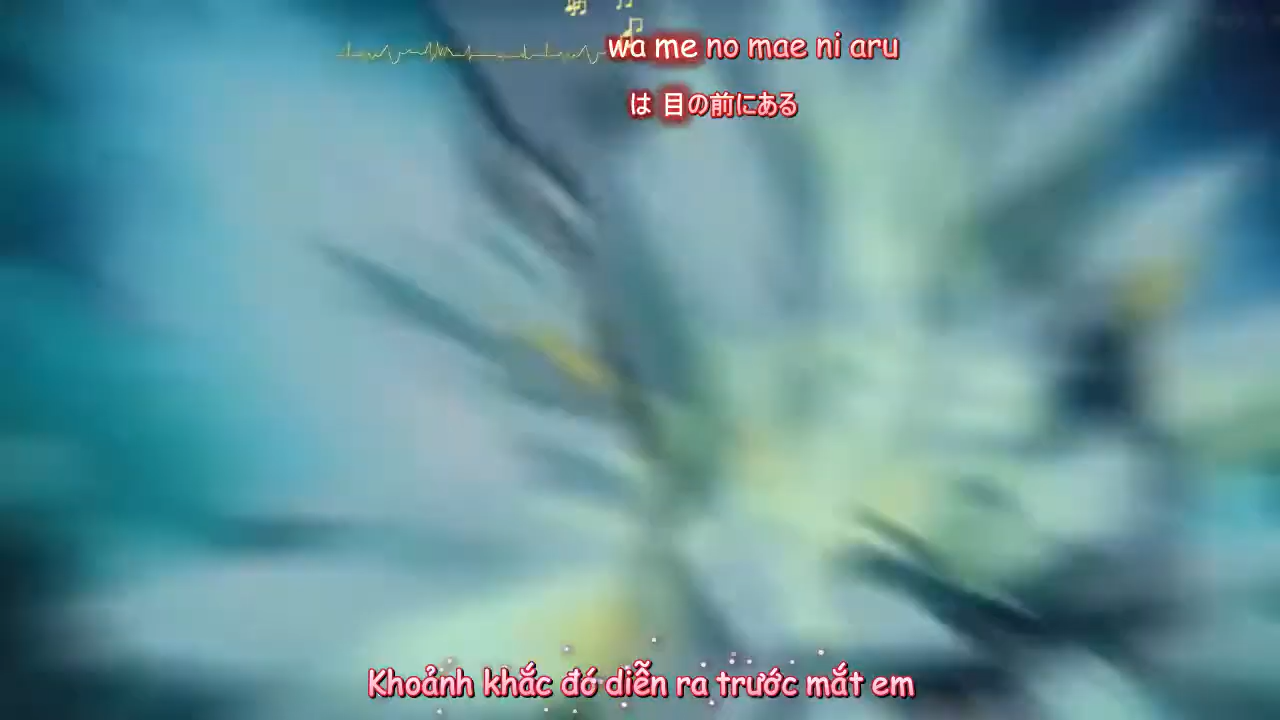 wa me no mae ni aru
は 目の前にある
Khoảnh khắc đó diễn ra trước mắt em